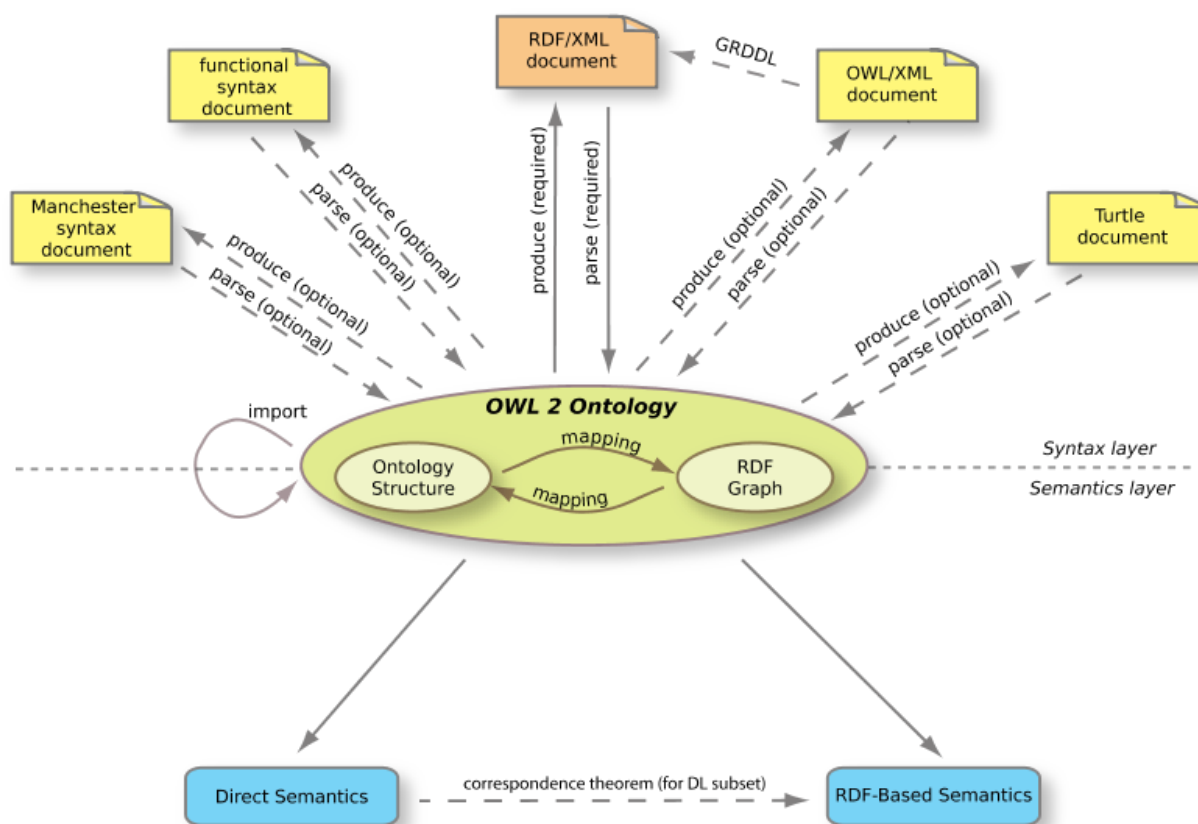 RDF/XML
document
GRDDL
functional
syntax
document
OWL/XML
document
Manchester
syntax
document
Turtle
document
produce (optional)
parse (optional)
produce (optional)
parse (optional)
produce (required)
parse (required)
produce (optional)
parse (optional)
produce (optional)
parse (optional)
import
OWL 2 Ontology
mapping
Ontology
Structure
mapping
RDF
Graph
Syntax layer
Semantics layer
Direct Semantics
correspondence theorem (for DL subset)
RDF-Based Semantics